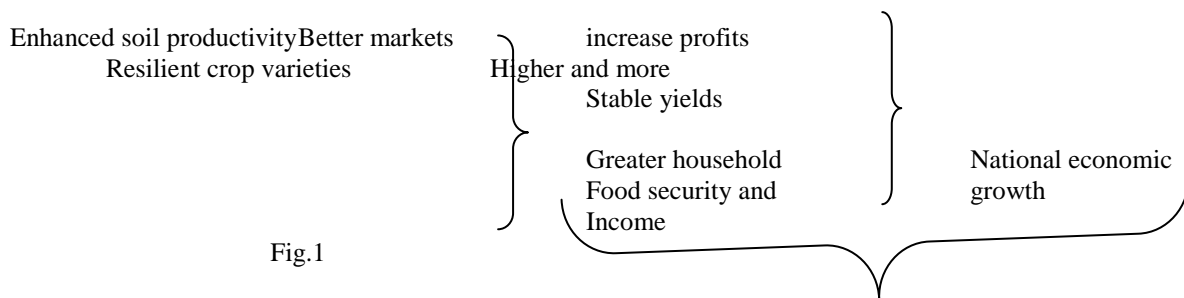 Enhanced soil productivityBetter markets
increase profits
Resilient crop varieties
Higher and more
Stable yields
Greater household
Food security and
Income
National economic
growth
Fig.1